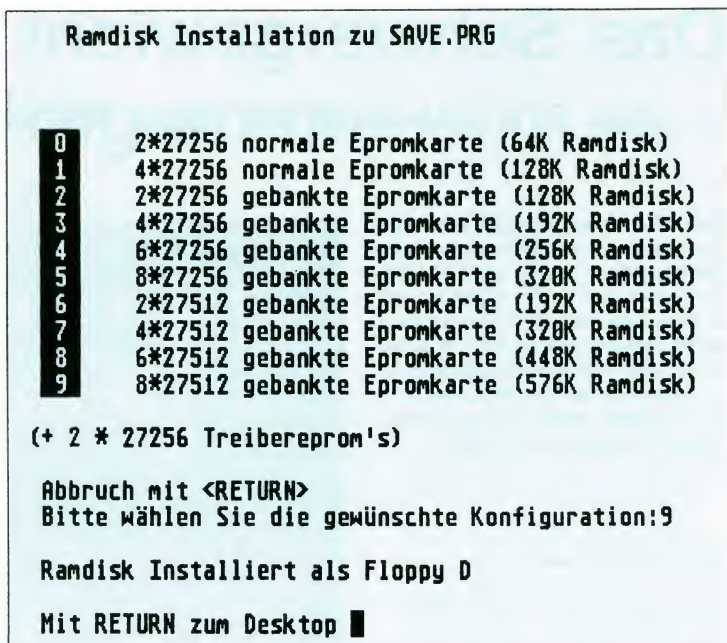 Ramdisk Installation zu SAVE.PRG
0 2*27256 normale Epromkarte (64K Ramdisk)
1 4*27256 normale Epromkarte (128K Ramdisk)
2 2*27256 gebankte Epromkarte (128K Ramdisk)
3 4*27256 gebankte Epromkarte (192K Ramdisk)
4 6*27256 gebankte Epromkarte (256K Ramdisk)
5 8*27256 gebankte Epromkarte (320K Ramdisk)
6 2*27512 gebankte Epromkarte (192K Ramdisk)
7 4*27512 gebankte Epromkarte (320K Ramdisk)
8 6*27512 gebankte Epromkarte (448K Ramdisk)
9 8*27512 gebankte Epromkarte (576K Ramdisk)
(+ 2 * 27256 Treibereprom's)
Abbruch mit <RETURN>
Bitte wählen Sie die gewünschte Konfiguration:9
Ramdisk Installiert als Floppy D
Mit RETURN zum Desktop